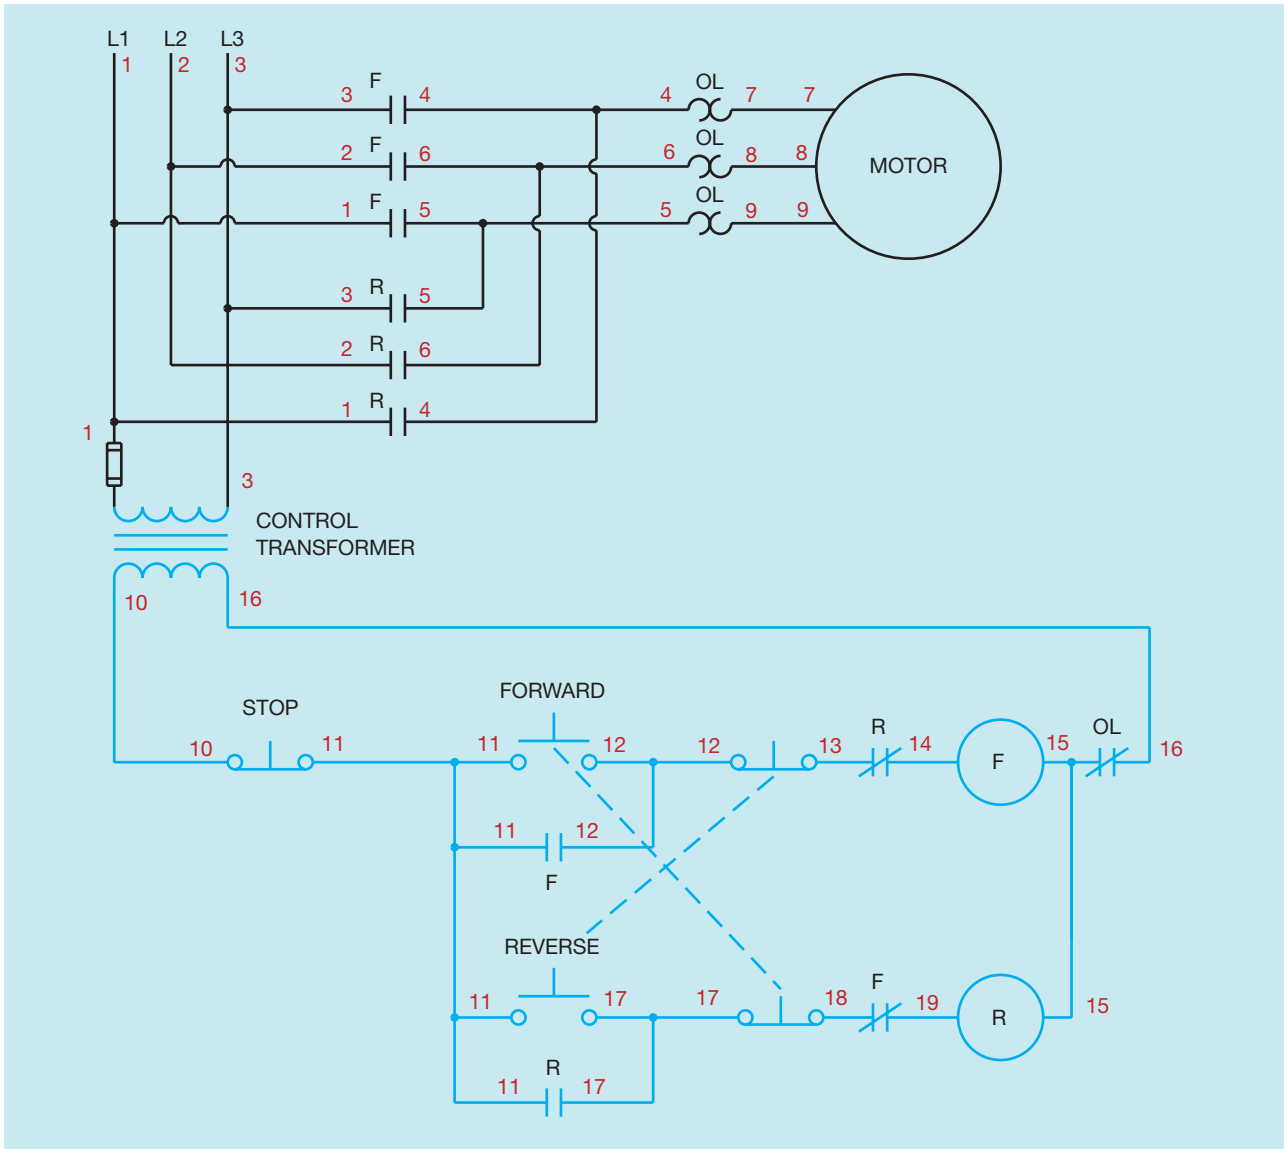 L1 L2 L3
1 2 3
F OL
3 4 4 7 7
F OL
2 6 6 8 8
MOTOR
F OL
1 5 5 9 9
R
3 5
R
2 6
R
1 4
1
3
CONTROL
TRANSFORMER
10 16
FORWARD
STOP
10 11 11 12 12 13 R 14 F 15 OL 16
11 12
F
REVERSE
11 17 17 18 F 19 R 15
R
11 17